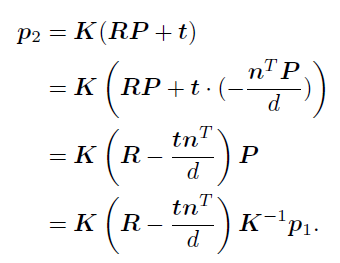 p₂ = K(RP + t)
= K(RP + t · (−nᵀP/d))
= K(R − tnᵀ/d)P
= K(R − tnᵀ/d)K⁻¹p₁.